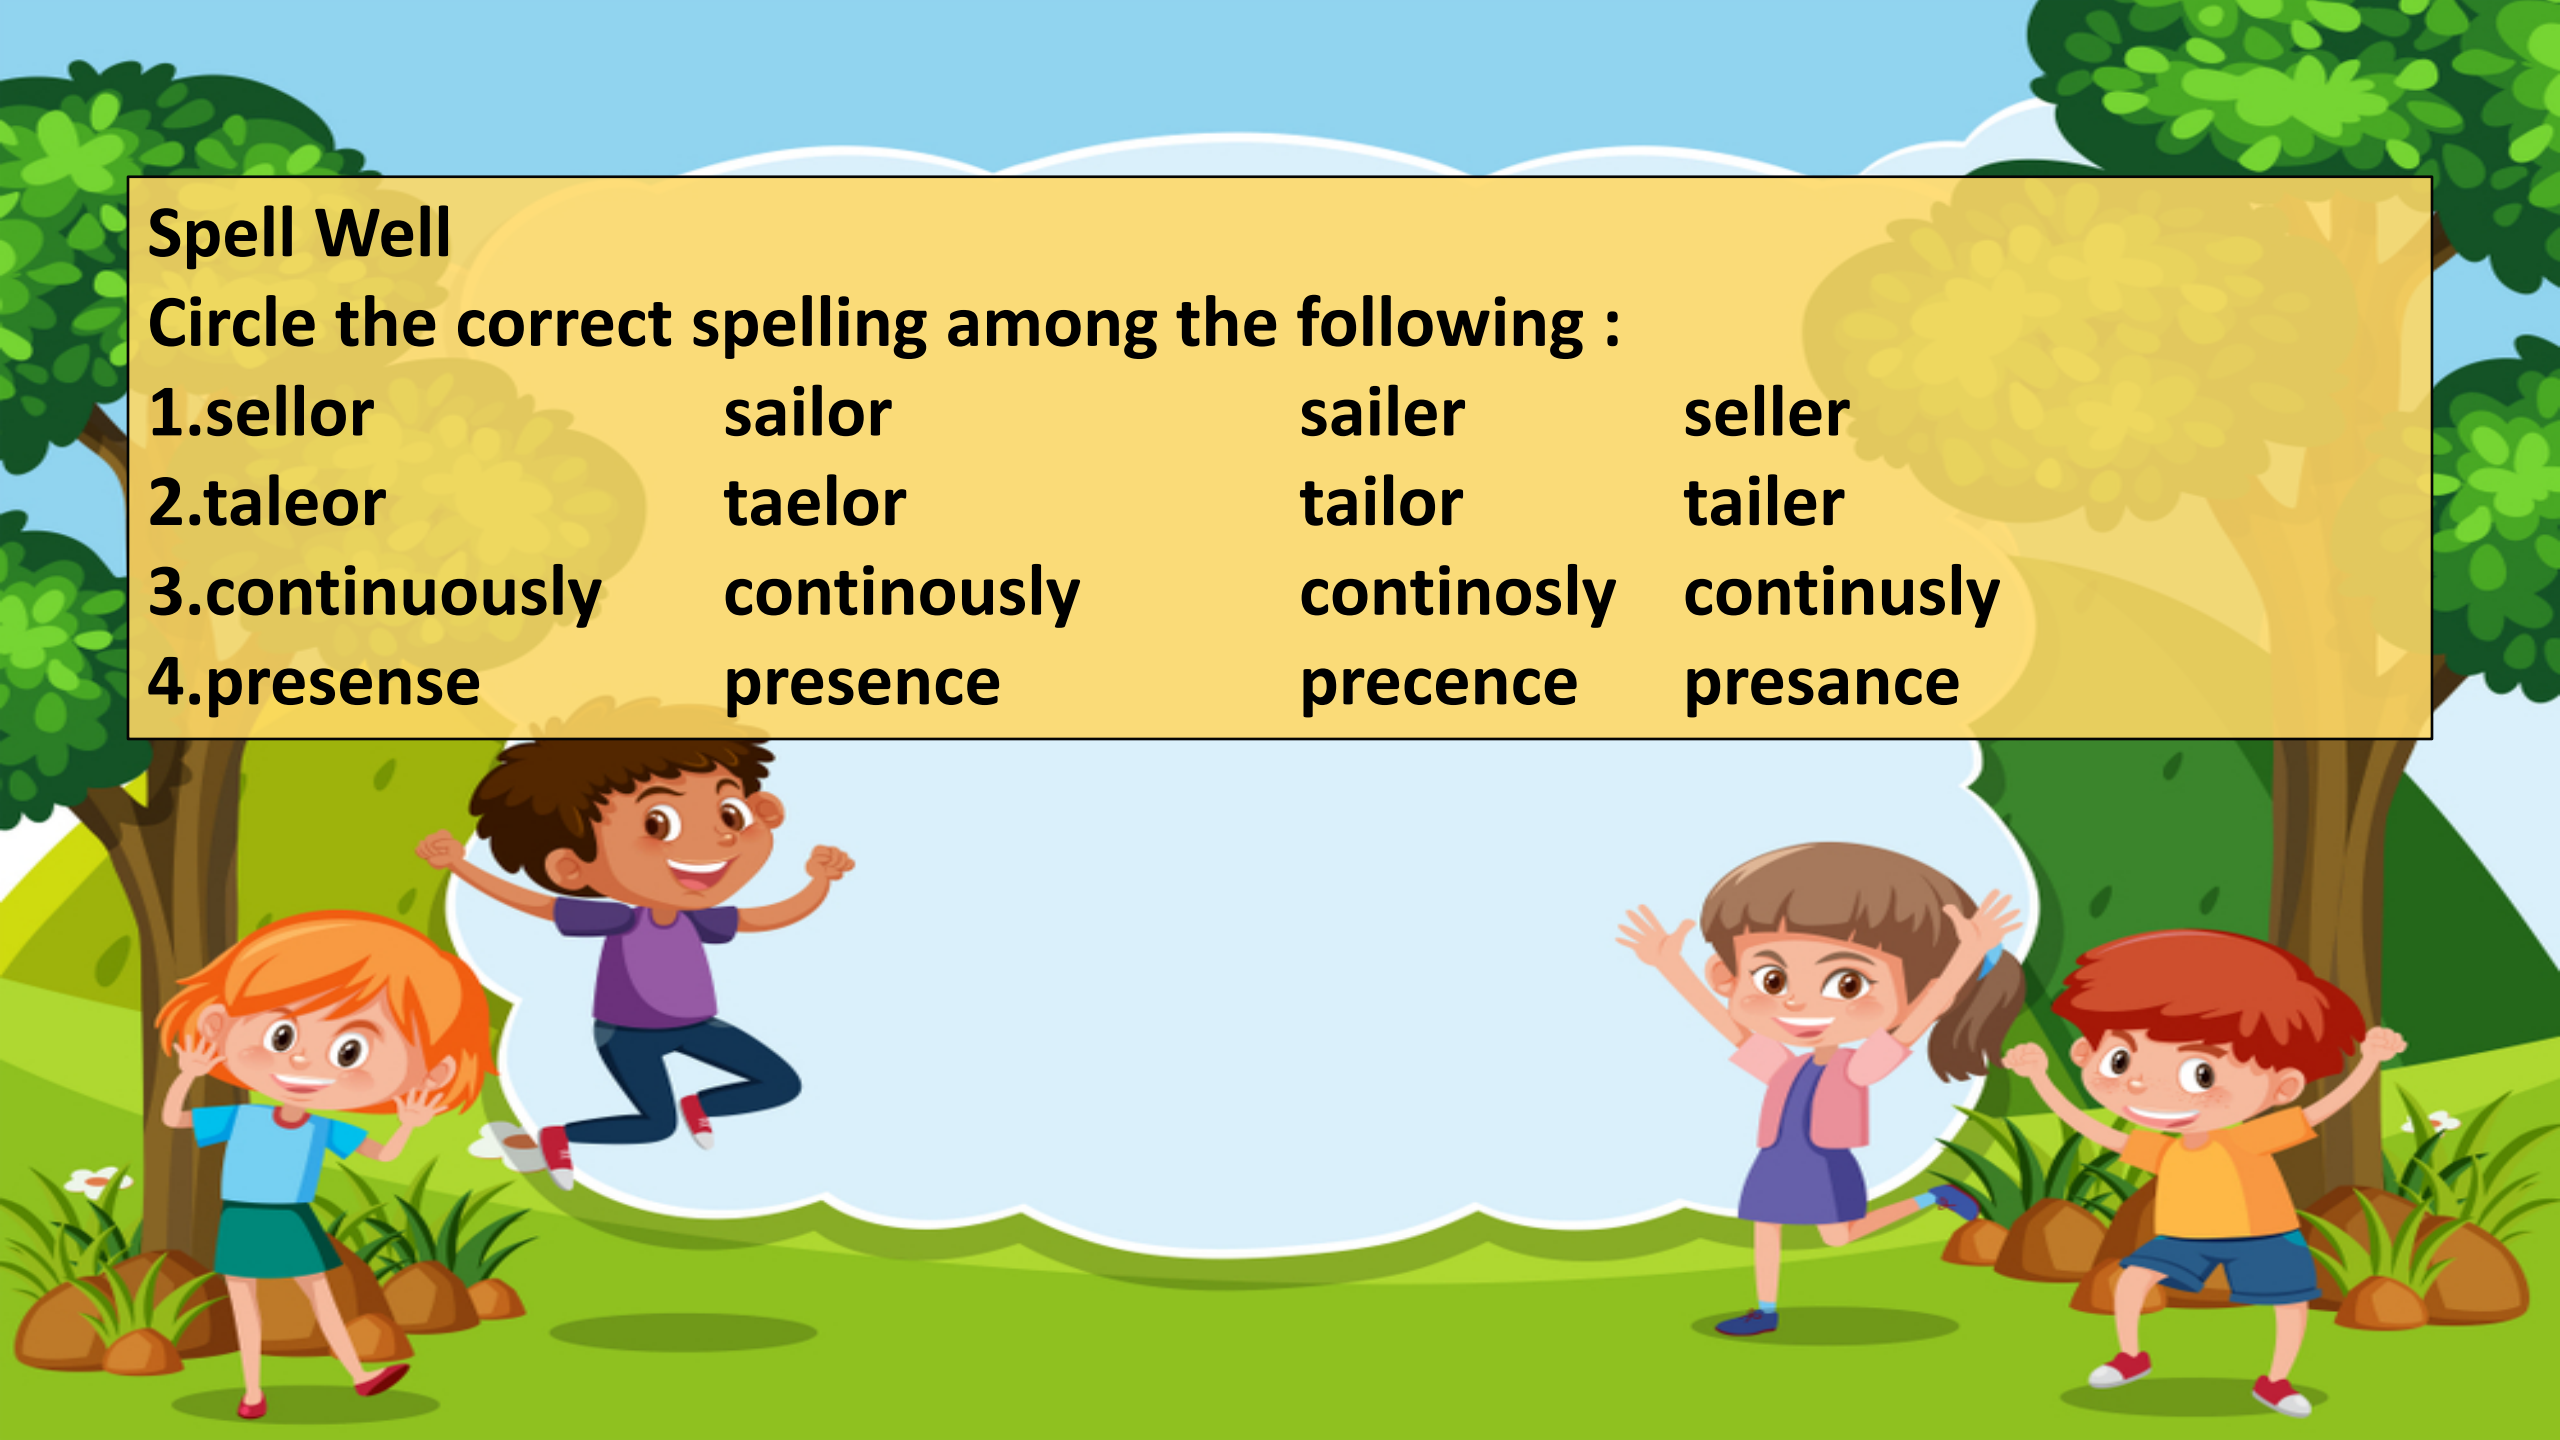 Spell Well
Circle the correct spelling among the following :
1.sellor sailor sailer seller
2.taleor taelor tailor tailer
3.continuously continously continosly continusly
4.presense presence precence presance